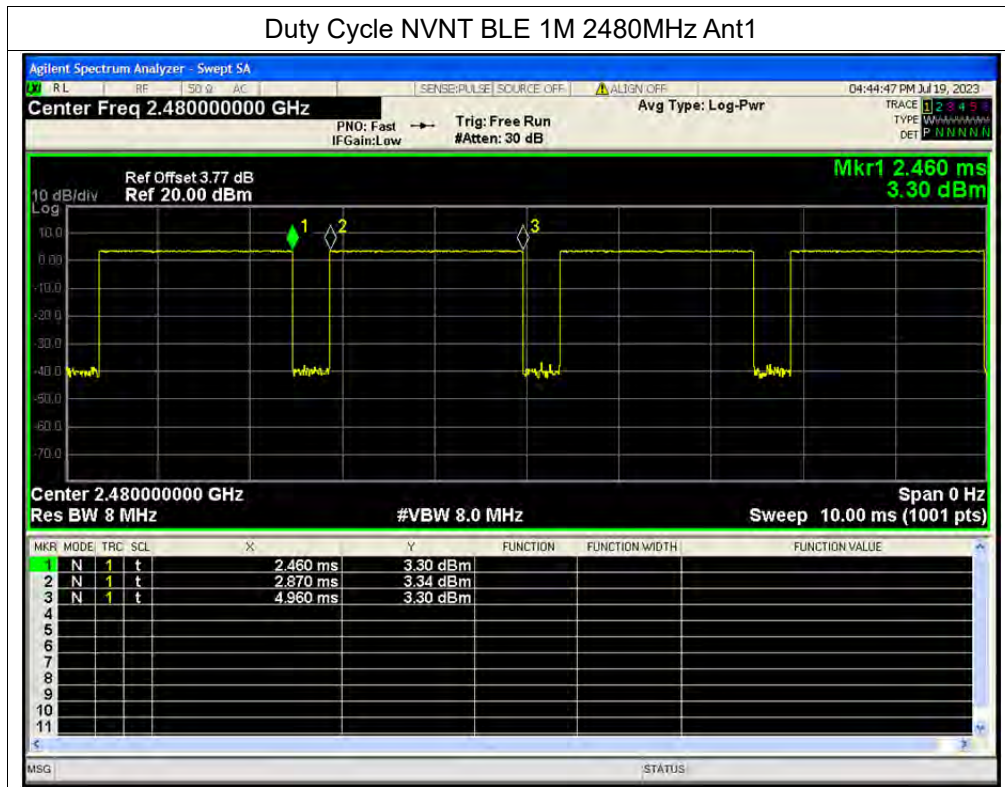 Duty Cycle NVNT BLE 1M 2480MHz Ant1
Agilent Spectrum Analyzer - Swept SA
RL RF 50 Ω AC SENSE:PULSE SOURCE OFF ALIGN OFF 04:44:47 PM Jul 19, 2023
Center Freq 2.480000000 GHz Avg Type: Log-Pwr TRACE 1 2 3 4 5 6
PNO: Fast Trig: Free Run TYPE
IFGain:Low #Atten: 30 dB DET P N N N N N
Mkr1 2.460 ms
Ref Offset 3.77 dB
10 dB/div Ref 20.00 dBm 3.30 dBm
Log
10.0
0.00
-10.0
-20.0
-30.0
-40.0
-50.0
-60.0
-70.0
1 2 3
Center 2.480000000 GHz Span 0 Hz
Res BW 8 MHz #VBW 8.0 MHz Sweep 10.00 ms (1001 pts)
MKR MODE TRC SCL X Y FUNCTION FUNCTION WIDTH FUNCTION VALUE
1 N 1 t 2.460 ms 3.30 dBm
2 N 1 t 2.870 ms 3.34 dBm
3 N 1 t 4.960 ms 3.30 dBm
4
5
6
7
8
9
10
11
MSG STATUS